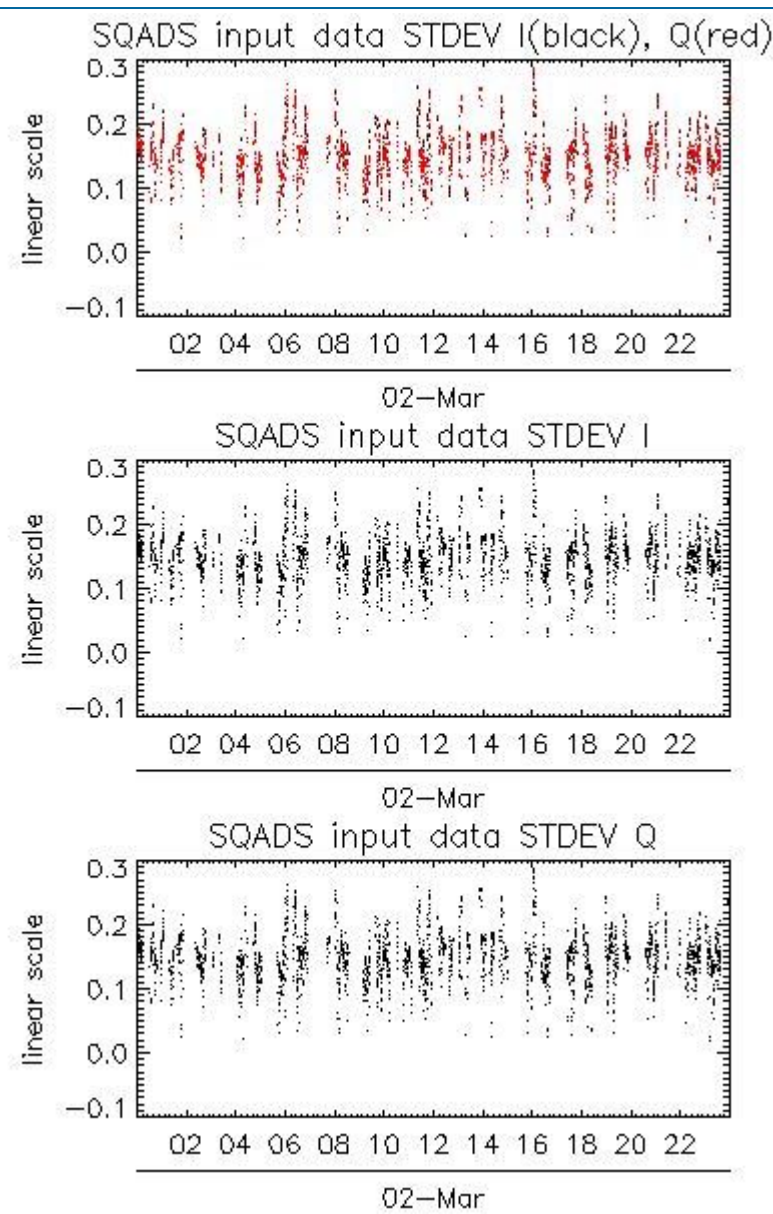 SQADS input data STDEV I(black), Q(red)
0.3
0.2
0.1
0.0
−0.1
linear scale
02 04 06 08 10 12 14 16 18 20 22
02−Mar
SQADS input data STDEV I
0.3
0.2
0.1
0.0
−0.1
linear scale
02 04 06 08 10 12 14 16 18 20 22
02−Mar
SQADS input data STDEV Q
0.3
0.2
0.1
0.0
−0.1
linear scale
02 04 06 08 10 12 14 16 18 20 22
02−Mar